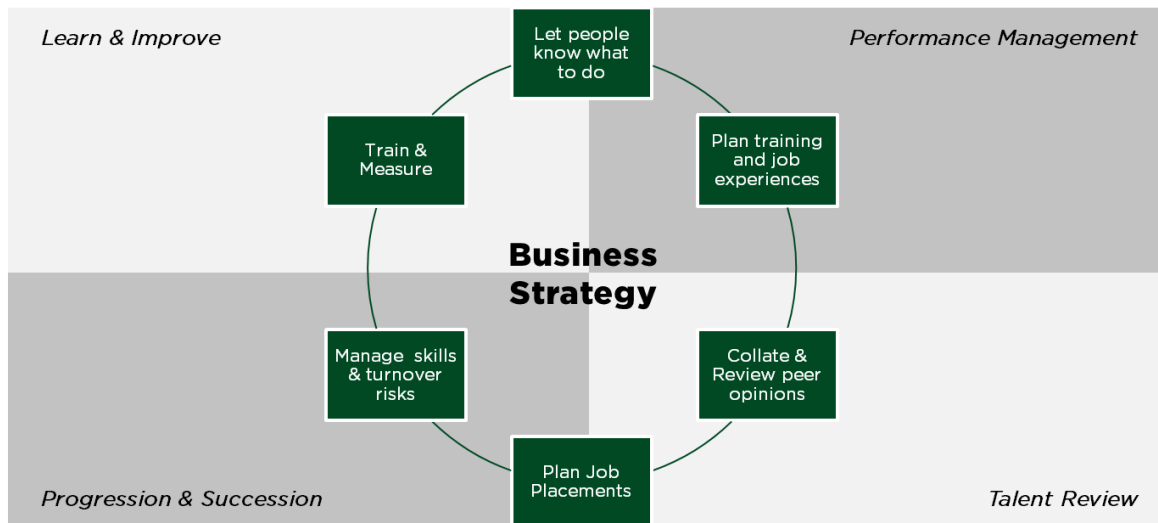 Learn & Improve
Let people
know what
to do
Performance Management
Train &
Measure
Plan training
and job
experiences
Business
Strategy
Manage skills
& turnover
risks
Collate &
Review peer
opinions
Plan Job
Placements
Progression & Succession
Talent Review